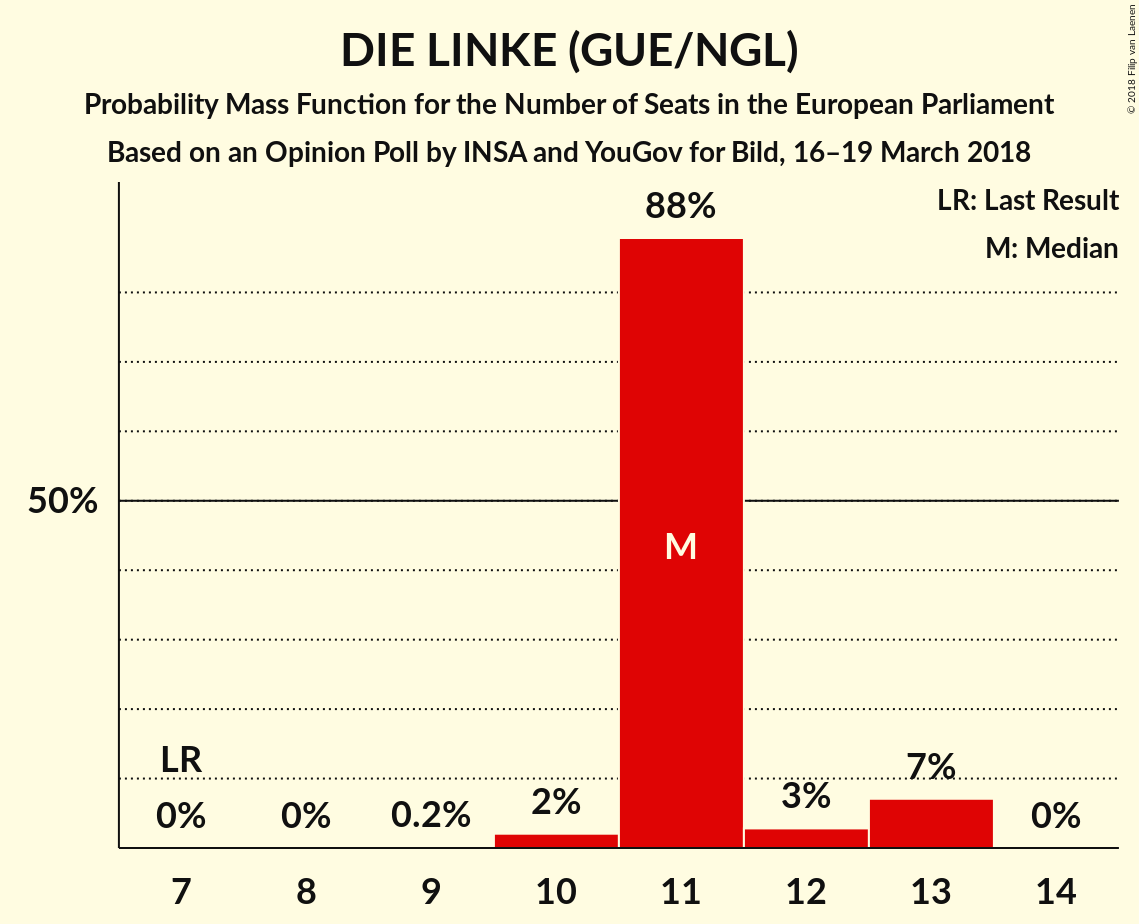 DIE LINKE (GUE/NGL)
Probability Mass Function for the Number of Seats in the European Parliament
Based on an Opinion Poll by INSA and YouGov for Bild, 16–19 March 2018
© 2018 Filip van Laenen
LR: Last Result
M: Median
88%
50%
M
LR
0%
0%
0.2%
2%
3%
7%
0%
7 8 9 10 11 12 13 14